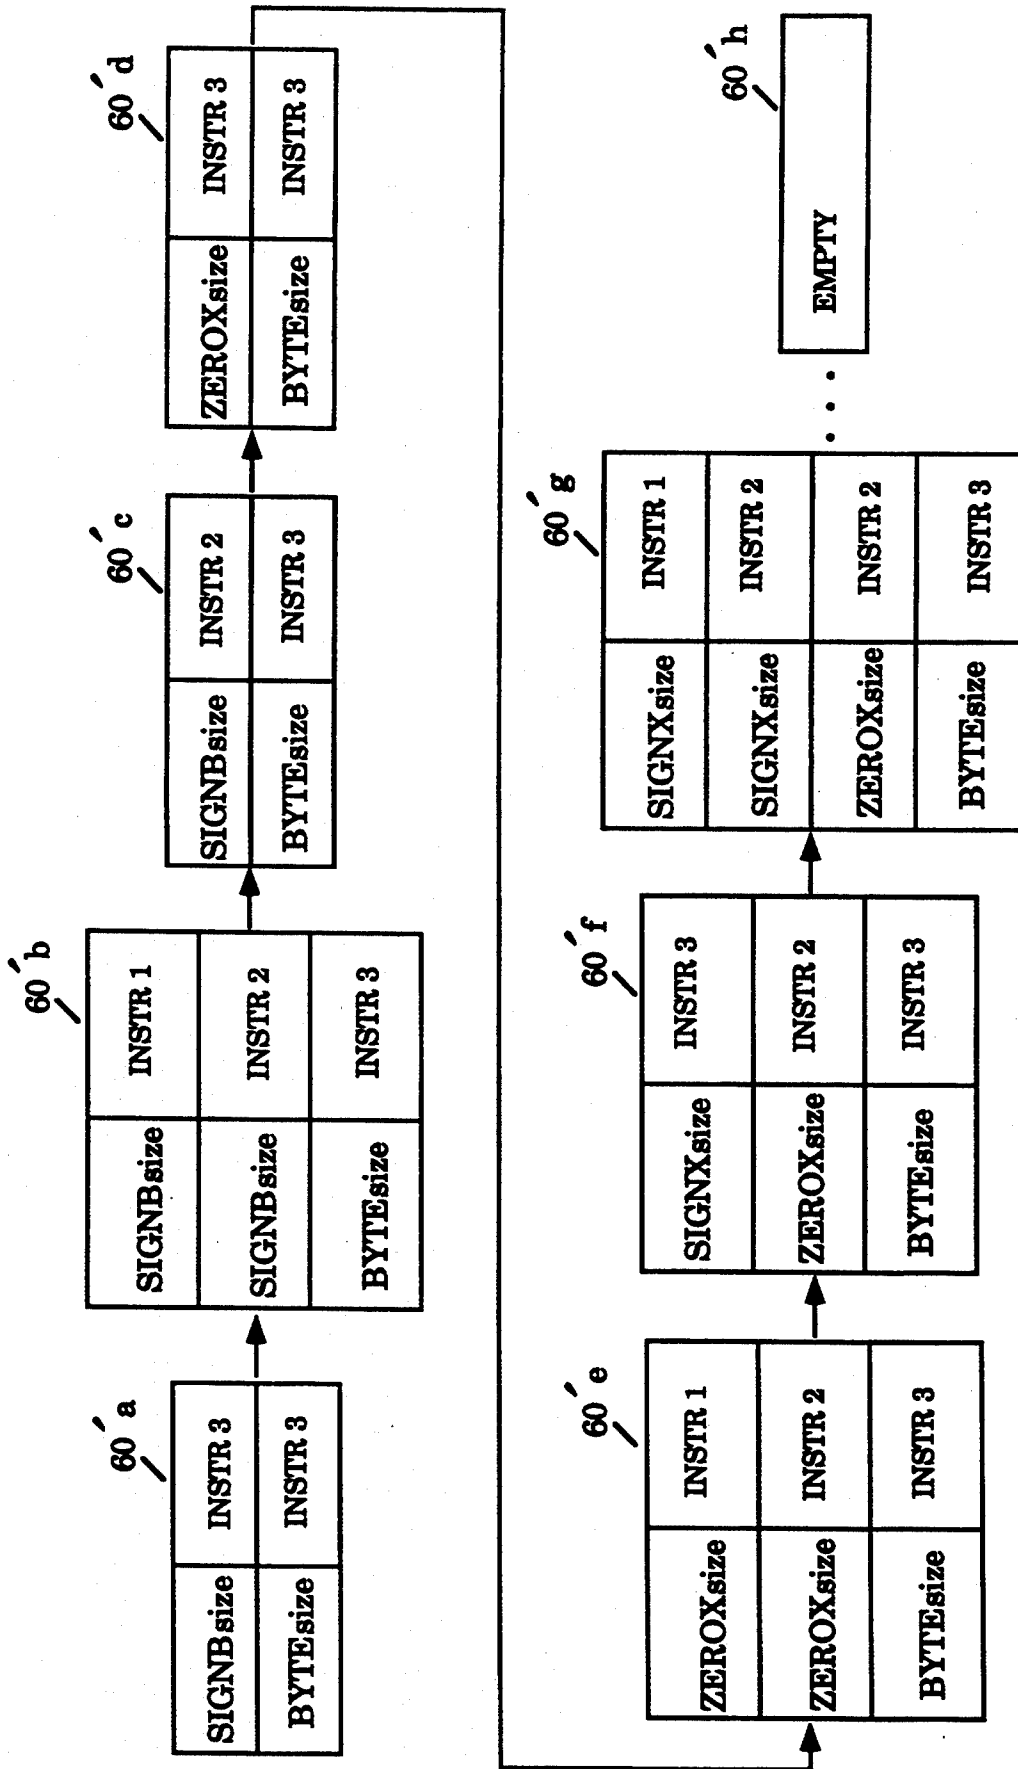 60'a
SIGNBsize INSTR 3
BYTEsize INSTR 3
60'b
SIGNBsize INSTR 1
SIGNBsize INSTR 2
BYTEsize INSTR 3
60'c
SIGNBsize INSTR 2
BYTEsize INSTR 3
60'd
ZEROXsize INSTR 3
BYTEsize INSTR 3
60'e
ZEROXsize INSTR 1
ZEROXsize INSTR 2
BYTEsize INSTR 3
60'f
SIGNXsize INSTR 3
ZEROXsize INSTR 2
BYTEsize INSTR 3
60'g
SIGNXsize INSTR 1
SIGNXsize INSTR 2
ZEROXsize INSTR 2
BYTEsize INSTR 3
. . .
60'h
EMPTY